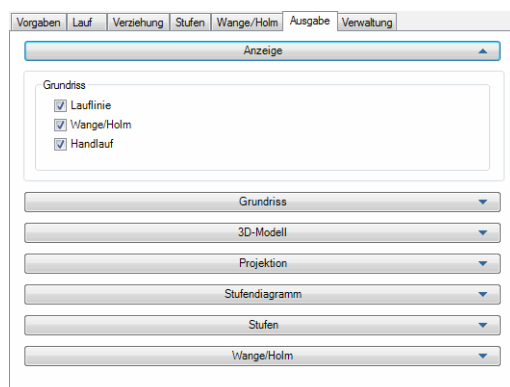 Vorgaben Lauf Verziehung Stufen Wange/Holm Ausgabe Verwaltung
Anzeige
Grundriss
Lauflinie
Wange/Holm
Handlauf
Grundriss
3D-Modell
Projektion
Stufendiagramm
Stufen
Wange/Holm